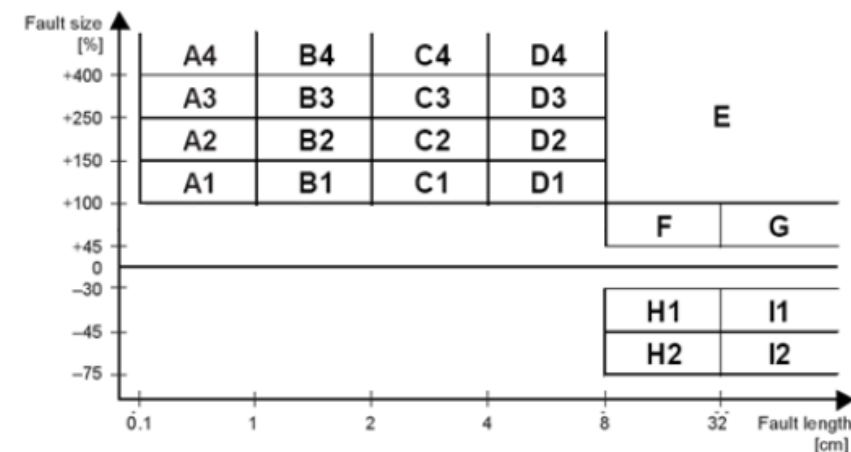 Fault size
[%]
A4 B4 C4 D4
+400
A3 B3 C3 D3
E
+250
A2 B2 C2 D2
+150
A1 B1 C1 D1
+100
F G
+45
0
–30
H1 I1
–45
H2 I2
–75
0.1 1 2 4 8 32 Fault length
[cm]